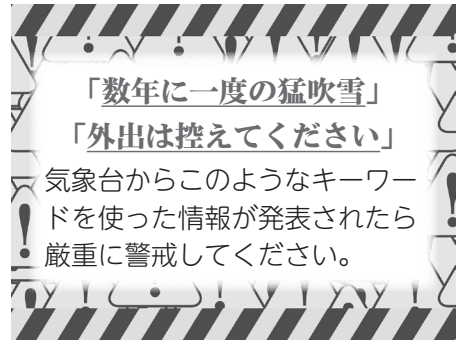 「数年に一度の猛吹雪」
「外出は控えてください」
気象台からこのようなキーワー
ドを使った情報が発表されたら
厳重に警戒してください。